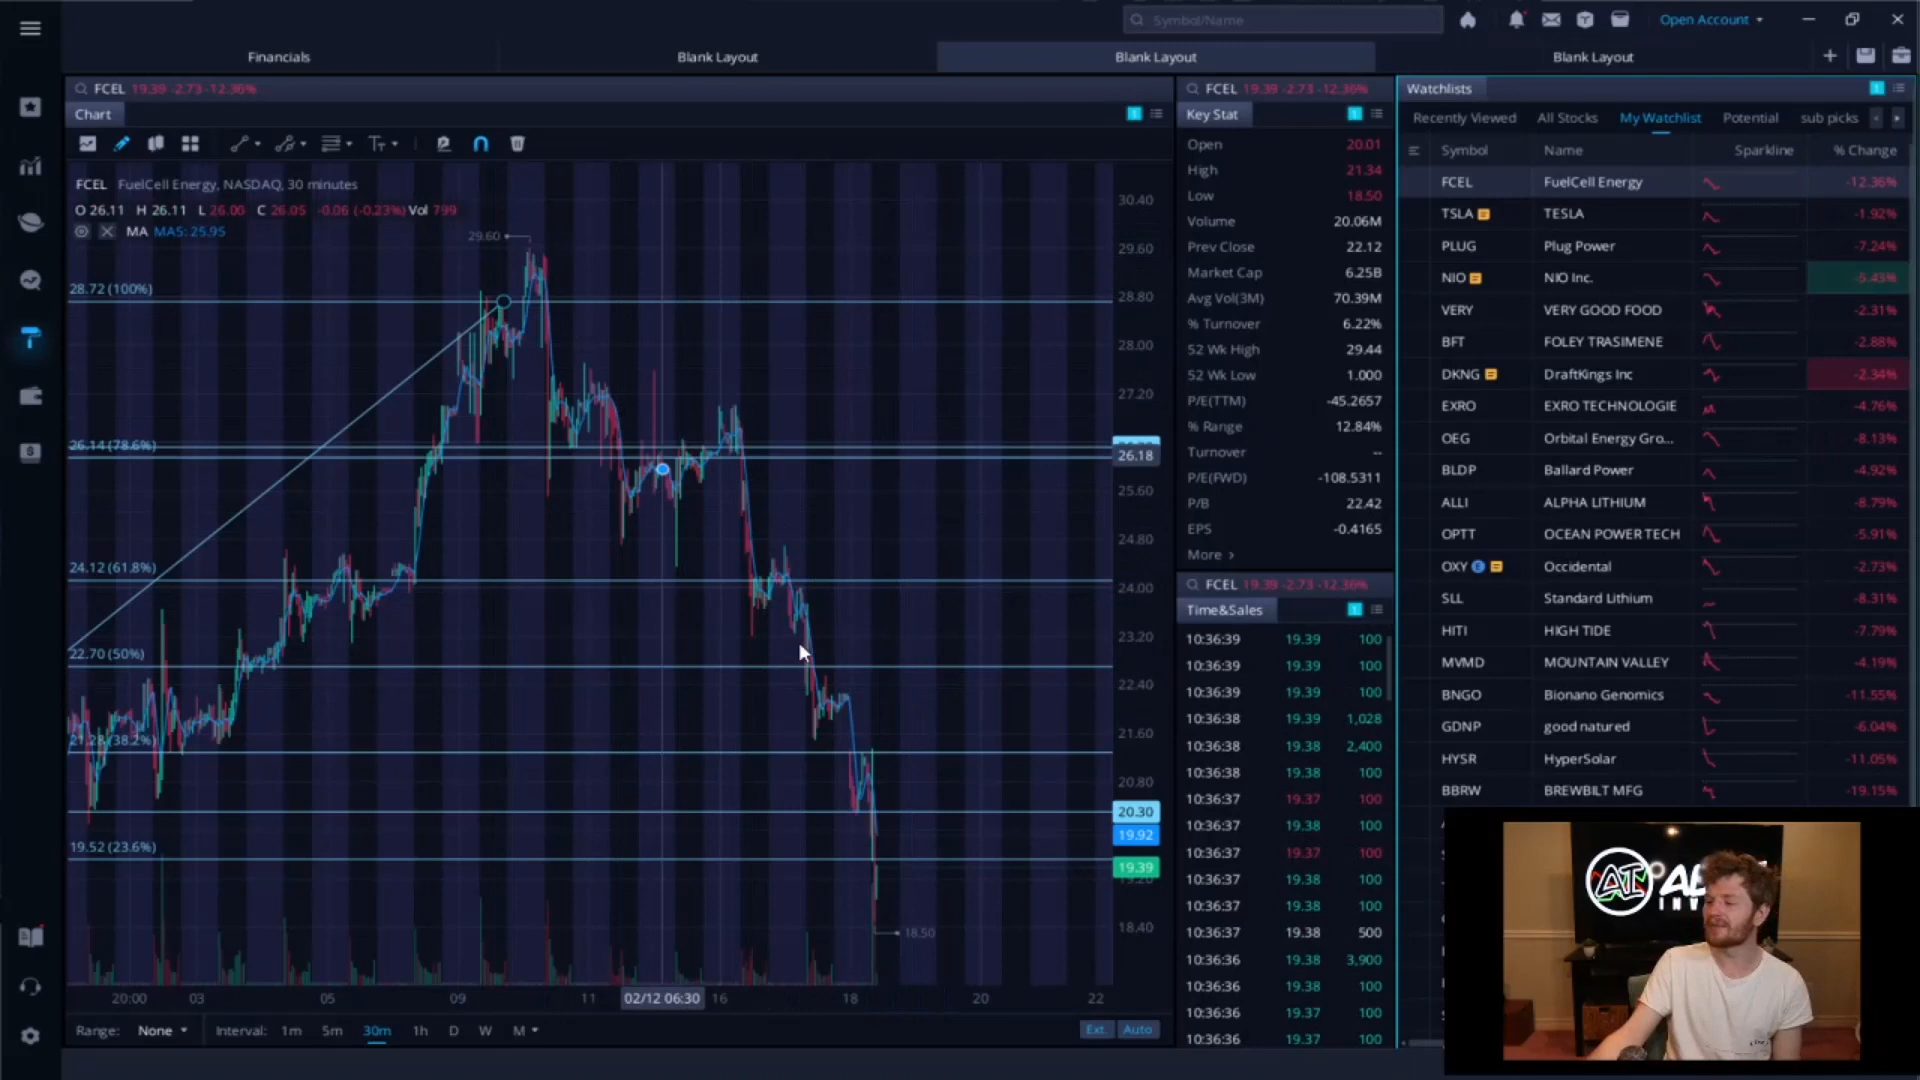 Symbol/Name
Open Account
Financials
Blank Layout
Blank Layout
Blank Layout
FCEL 19.39 -2.73 -12.36%
Chart
FCEL FuelCell Energy, NASDAQ, 30 minutes
O 26.11 H 26.11 L 26.00 C 26.05 -0.06 (-0.23%) Vol 799
MA MA5: 25.95
29.60
28.72 (100%)
26.14 (78.6%)
24.12 (61.8%)
22.70 (50%)
21.28 (38.2%)
19.52 (23.6%)
18.50
30.40
29.60
28.80
28.00
27.20
26.18
25.60
24.80
24.00
23.20
22.40
21.60
20.80
20.30
19.92
19.39
19.20
18.40
20:00 03 05 09 11 02/12 06:30 16 18 20 22
Range: None Interval: 1m 5m 30m 1h D W M
Ext. Auto
FCEL 19.39 -2.73 -12.36%
Key Stat
Open 20.01
High 21.34
Low 18.50
Volume 20.06M
Prev Close 22.12
Market Cap 6.25B
Avg Vol(3M) 70.39M
% Turnover 6.22%
52 Wk High 29.44
52 Wk Low 1.000
P/E(TTM) -45.2657
% Range 12.84%
Turnover --
P/E(FWD) -108.5311
P/B 22.42
EPS -0.4165
More >
FCEL 19.39 -2.73 -12.36%
Time&Sales
10:36:39 19.39 100
10:36:39 19.39 100
10:36:39 19.39 100
10:36:38 19.39 1,028
10:36:38 19.38 2,400
10:36:38 19.38 100
10:36:37 19.37 100
10:36:37 19.38 100
10:36:37 19.37 100
10:36:37 19.38 100
10:36:37 19.38 100
10:36:37 19.38 500
10:36:36 19.38 3,900
10:36:36 19.38 100
10:36:36 19.37 100
10:36:36 19.37 100
Watchlists
Recently Viewed All Stocks My Watchlist Potential sub picks
Symbol Name Sparkline % Change
FCEL FuelCell Energy -12.36%
TSLA TESLA -1.92%
PLUG Plug Power -7.24%
NIO NIO Inc. -5.43%
VERY VERY GOOD FOOD -2.31%
BFT FOLEY TRASIMENE -2.88%
DKNG DraftKings Inc -2.34%
EXRO EXRO TECHNOLOGIE -4.76%
OEG Orbital Energy Gro... -8.13%
BLDP Ballard Power -4.92%
ALLI ALPHA LITHIUM -8.79%
OPTT OCEAN POWER TECH -5.91%
OXY E Occidental -2.73%
SLL Standard Lithium -8.31%
HITI HIGH TIDE -7.79%
MVMD MOUNTAIN VALLEY -4.19%
BNGO Bionano Genomics -11.55%
GDNP good natured -6.04%
HYSR HyperSolar -11.05%
BBRW BREWBILT MFG -19.15%
AI
INV